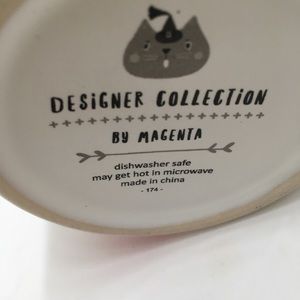 DESIGNER COLLECTION
BY MAGENTA
dishwasher safe
may get hot in microwave
made in china
- 174 -